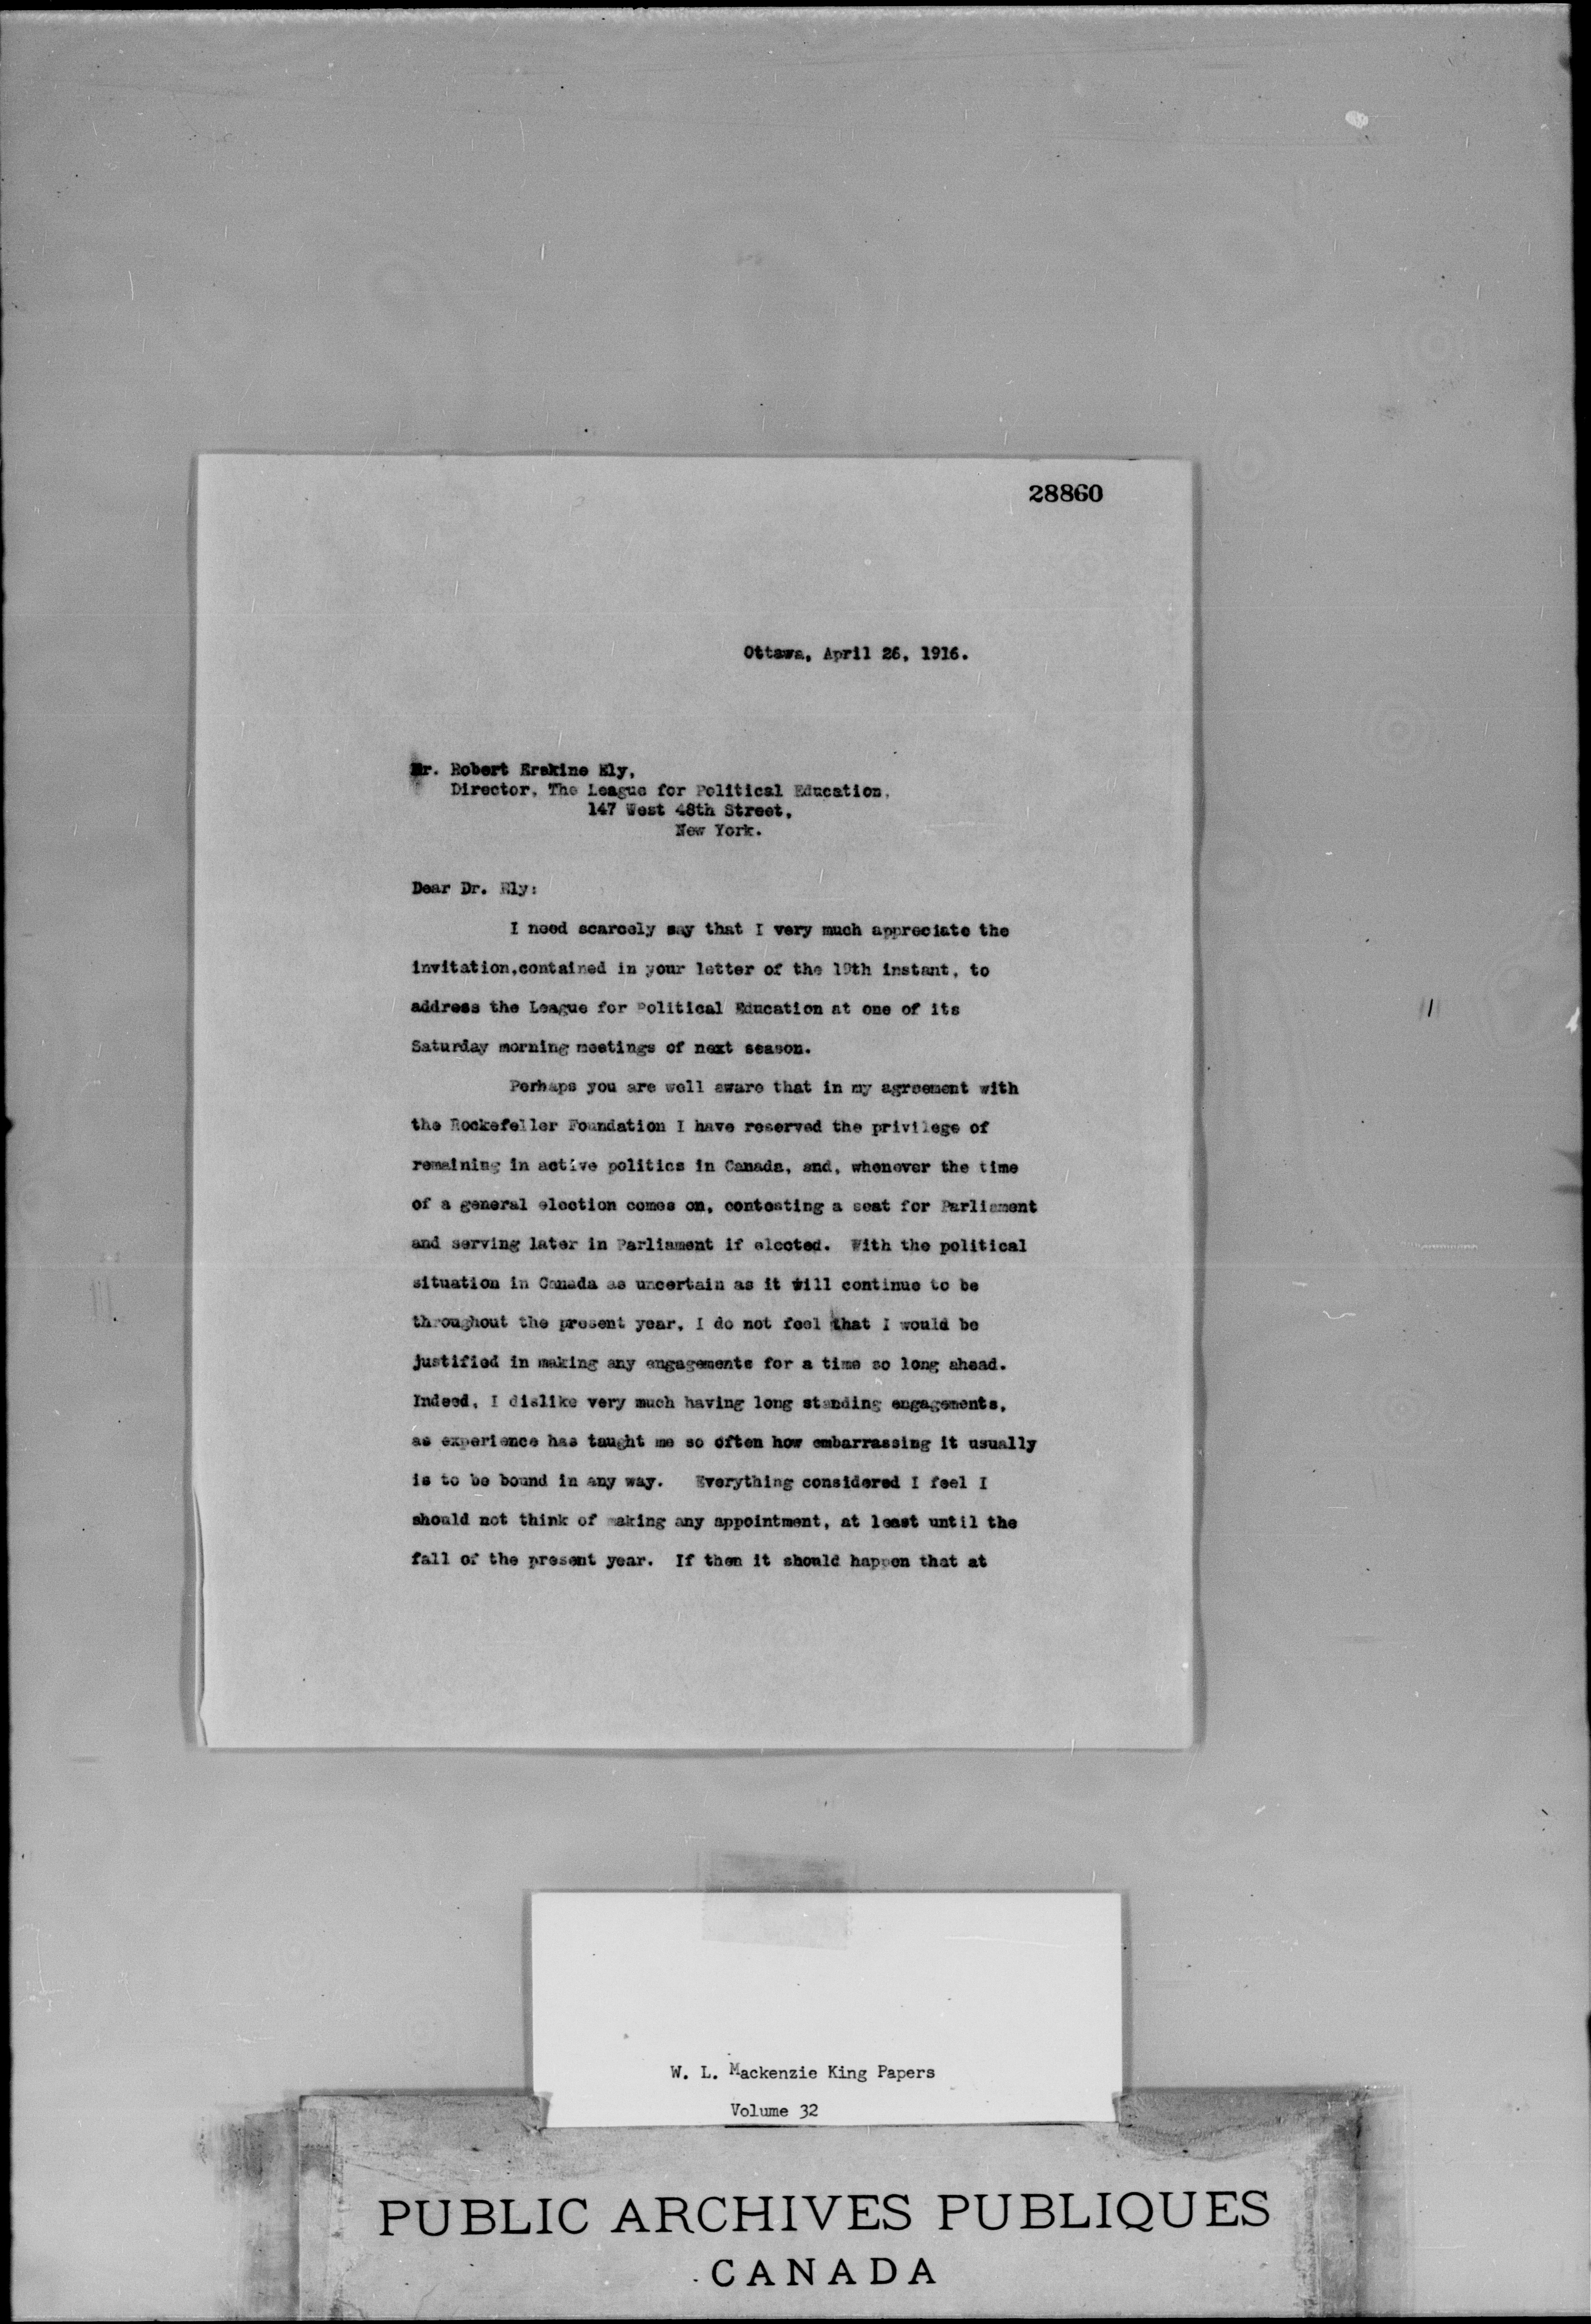 28860
Ottawa, April 26, 1916.
Mr. Robert Erskine Ely,
Director, The League for Political Education,
147 West 48th Street,
New York.
Dear Dr. Ely:
I need scarcely say that I very much appreciate the
invitation,contained in your letter of the 19th instant, to
address the League for Political Education at one of its
Saturday morning meetings of next season.
Perhaps you are well aware that in my agreement with
the Rockefeller Foundation I have reserved the privilege of
remaining in active politics in Canada, and, whenever the time
of a general election comes on, contesting a seat for Parliament
and serving later in Parliament if elected. With the political
situation in Canada as uncertain as it will continue to be
throughout the present year, I do not feel that I would be
justified in making any engagements for a time so long ahead.
Indeed, I dislike very much having long standing engagements,
as experience has taught me so often how embarrassing it usually
is to be bound in any way. Everything considered I feel I
should not think of making any appointment, at least until the
fall of the present year. If then it should happen that at
W. L. Mackenzie King Papers
Volume 32
PUBLIC ARCHIVES PUBLIQUES
CANADA